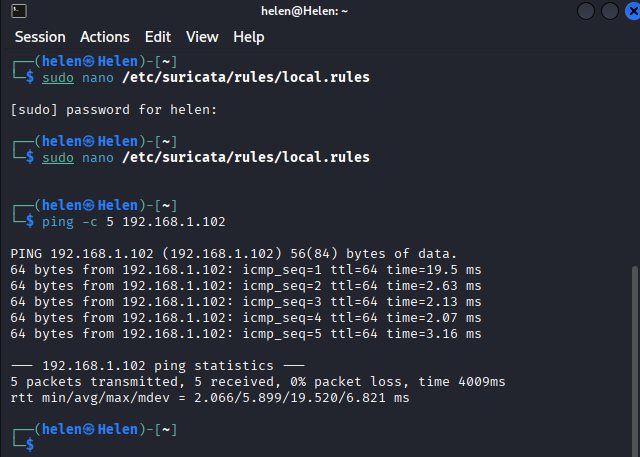 helen@Helen: ~
Session Actions Edit View Help
┌──(helen㉿Helen)-[~]
└─$ sudo nano /etc/suricata/rules/local.rules
[sudo] password for helen:
┌──(helen㉿Helen)-[~]
└─$ sudo nano /etc/suricata/rules/local.rules
┌──(helen㉿Helen)-[~]
└─$ ping -c 5 192.168.1.102
PING 192.168.1.102 (192.168.1.102) 56(84) bytes of data.
64 bytes from 192.168.1.102: icmp_seq=1 ttl=64 time=19.5 ms
64 bytes from 192.168.1.102: icmp_seq=2 ttl=64 time=2.63 ms
64 bytes from 192.168.1.102: icmp_seq=3 ttl=64 time=2.13 ms
64 bytes from 192.168.1.102: icmp_seq=4 ttl=64 time=2.07 ms
64 bytes from 192.168.1.102: icmp_seq=5 ttl=64 time=3.16 ms
--- 192.168.1.102 ping statistics ---
5 packets transmitted, 5 received, 0% packet loss, time 4009ms
rtt min/avg/max/mdev = 2.066/5.899/19.520/6.821 ms
┌──(helen㉿Helen)-[~]
└─$